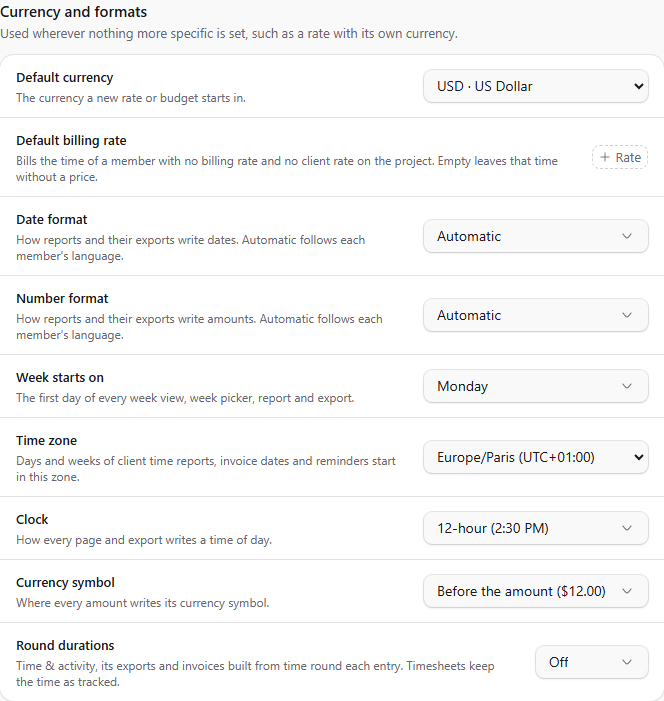 Currency and formats
Used wherever nothing more specific is set, such as a rate with its own currency.
Default currency
The currency a new rate or budget starts in.
USD · US Dollar
Default billing rate
Bills the time of a member with no billing rate and no client rate on the project. Empty leaves that time
without a price.
+ Rate
Date format
How reports and their exports write dates. Automatic follows each
member's language.
Automatic
Number format
How reports and their exports write amounts. Automatic follows each
member's language.
Automatic
Week starts on
The first day of every week view, week picker, report and export.
Monday
Time zone
Days and weeks of client time reports, invoice dates and reminders start
in this zone.
Europe/Paris (UTC+01:00)
Clock
How every page and export writes a time of day.
12-hour (2:30 PM)
Currency symbol
Where every amount writes its currency symbol.
Before the amount ($12.00)
Round durations
Time & activity, its exports and invoices built from time round each entry. Timesheets keep
the time as tracked.
Off